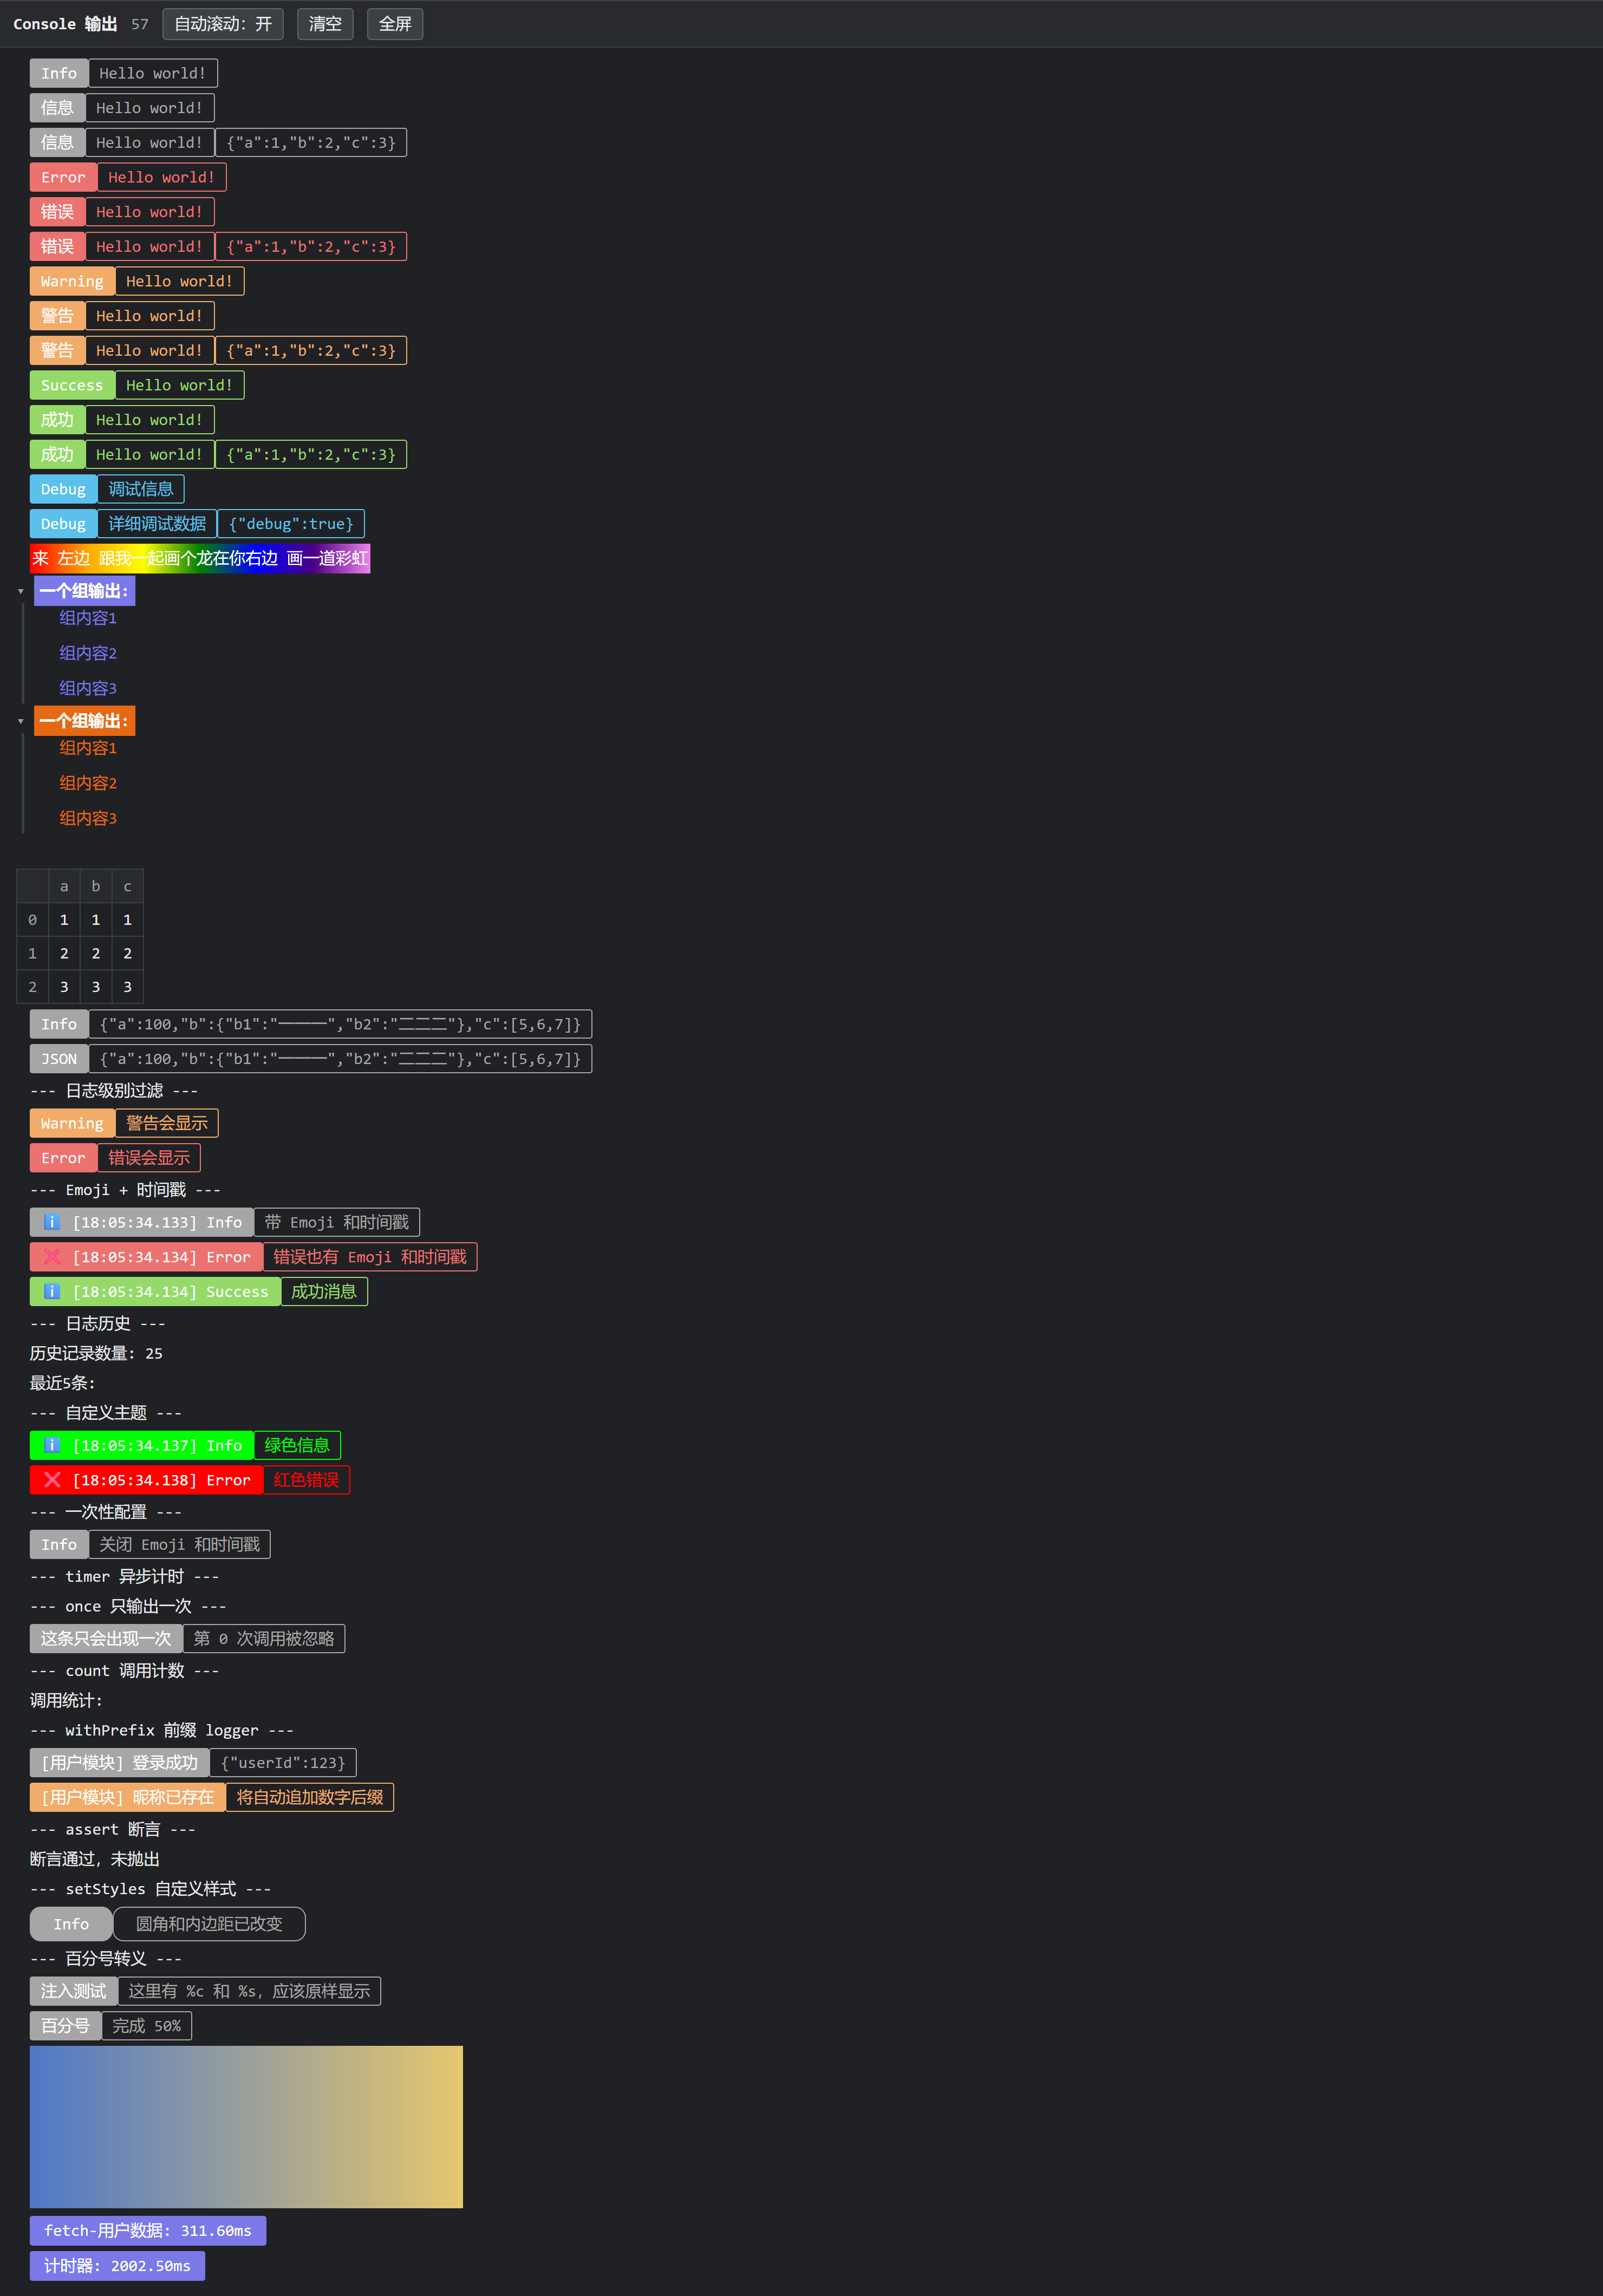 Console 输出 57 自动滚动: 开 清空 全屏
Info Hello world!
信息 Hello world!
信息 Hello world! {"a":1,"b":2,"c":3}
Error Hello world!
错误 Hello world!
错误 Hello world! {"a":1,"b":2,"c":3}
Warning Hello world!
警告 Hello world!
警告 Hello world! {"a":1,"b":2,"c":3}
Success Hello world!
成功 Hello world!
成功 Hello world! {"a":1,"b":2,"c":3}
Debug 调试信息
Debug 详细调试数据 {"debug":true}
来 左边 跟我一起画个龙在你右边 画一道彩虹
▾ 一个组输出:
组内容1
组内容2
组内容3
▾ 一个组输出:
组内容1
组内容2
组内容3
a b c
0 1 1 1
1 2 2 2
2 3 3 3
Info {"a":100,"b":{"b1":"一一一","b2":"二二二"},"c":[5,6,7]}
JSON {"a":100,"b":{"b1":"一一一","b2":"二二二"},"c":[5,6,7]}
--- 日志级别过滤 ---
Warning 警告会显示
Error 错误会显示
--- Emoji + 时间戳 ---
ℹ️ [18:05:34.133] Info 带 Emoji 和时间戳
❌ [18:05:34.134] Error 错误也有 Emoji 和时间戳
ℹ️ [18:05:34.134] Success 成功消息
--- 日志历史 ---
历史记录数量: 25
最近5条:
--- 自定义主题 ---
ℹ️ [18:05:34.137] Info 绿色信息
❌ [18:05:34.138] Error 红色错误
--- 一次性配置 ---
Info 关闭 Emoji 和时间戳
--- timer 异步计时 ---
--- once 只输出一次 ---
这条只会出现一次 第 0 次调用被忽略
--- count 调用计数 ---
调用统计:
--- withPrefix 前缀 logger ---
[用户模块] 登录成功 {"userId":123}
[用户模块] 昵称已存在 将自动追加数字后缀
--- assert 断言 ---
断言通过，未抛出
--- setStyles 自定义样式 ---
Info 圆角和内边距已改变
--- 百分号转义 ---
注入测试 这里有 %c 和 %s，应该原样显示
百分号 完成 50%
fetch-用户数据: 311.60ms
计时器: 2002.50ms